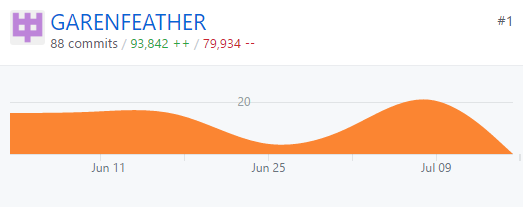 GARENFEATHER
#1
88 commits / 93,842 ++ / 79,934 --
20
Jun 11
Jun 25
Jul 09